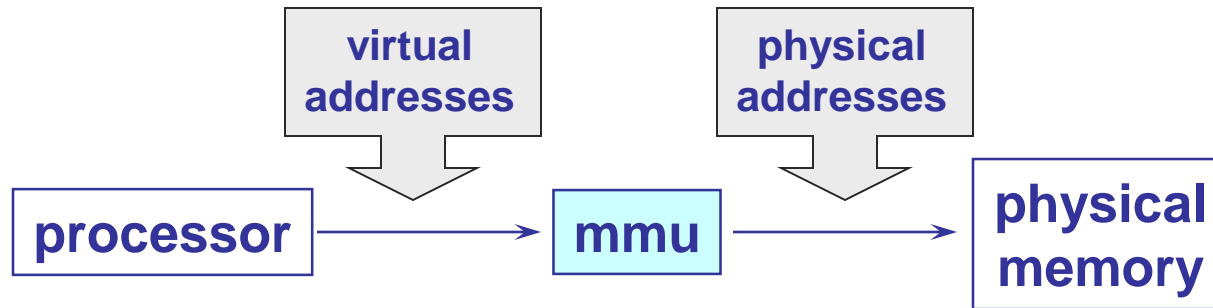 virtual
addresses
physical
addresses
processor
mmu
physical
memory